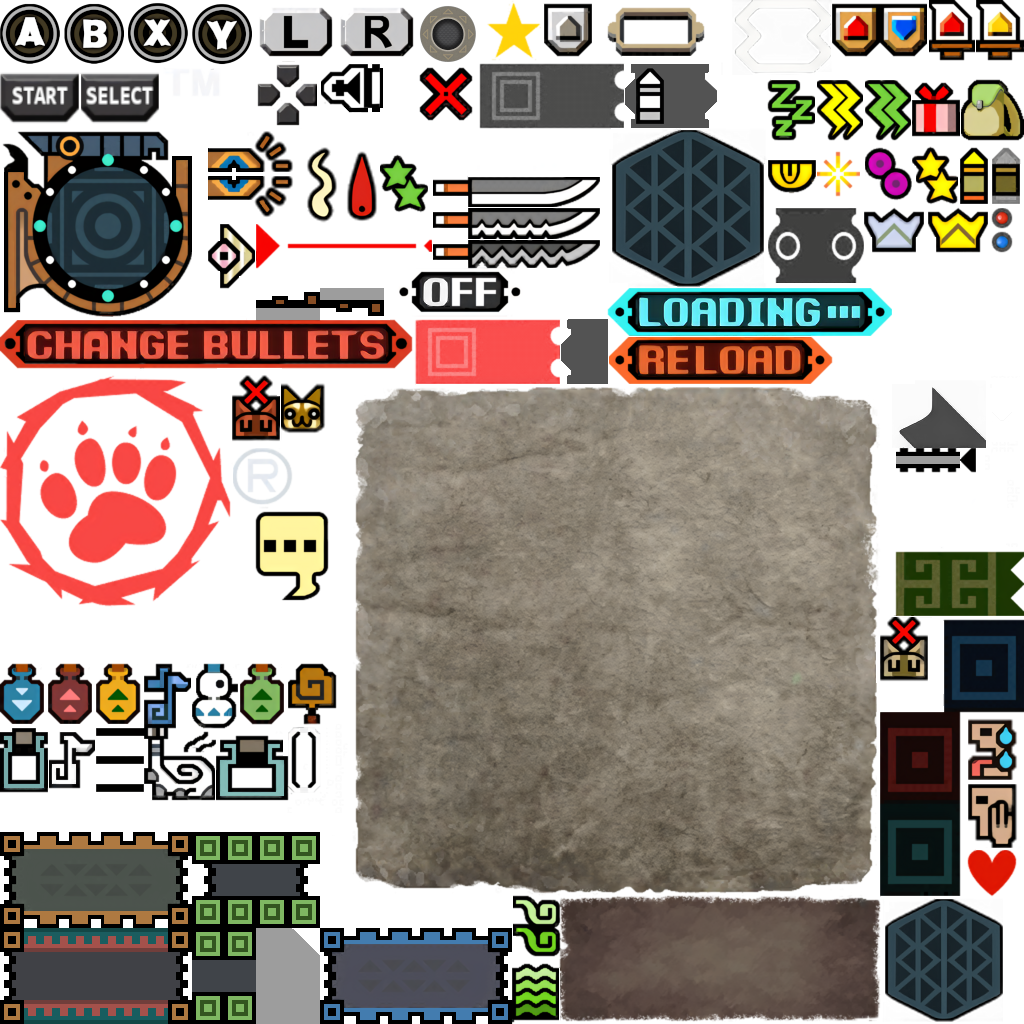 A B X Y L R
START SELECT TM
OFF
LOADING...
CHANGE BULLETS
RELOAD
®